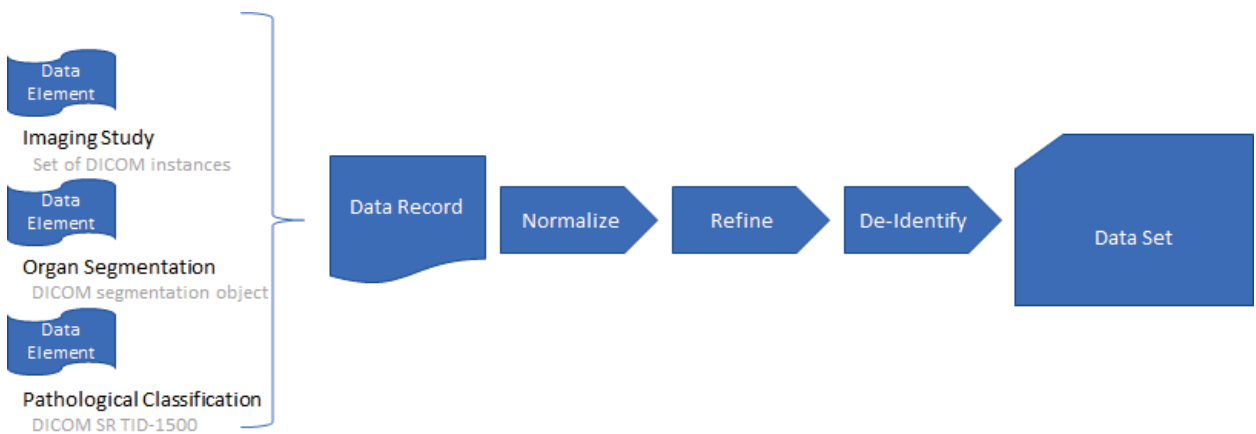 Data
Element
Imaging Study
Set of DICOM instances
Data
Element
Organ Segmentation
DICOM segmentation object
Data
Element
Pathological Classification
DICOM SR TID-1500
Data Record
Normalize
Refine
De-Identify
Data Set